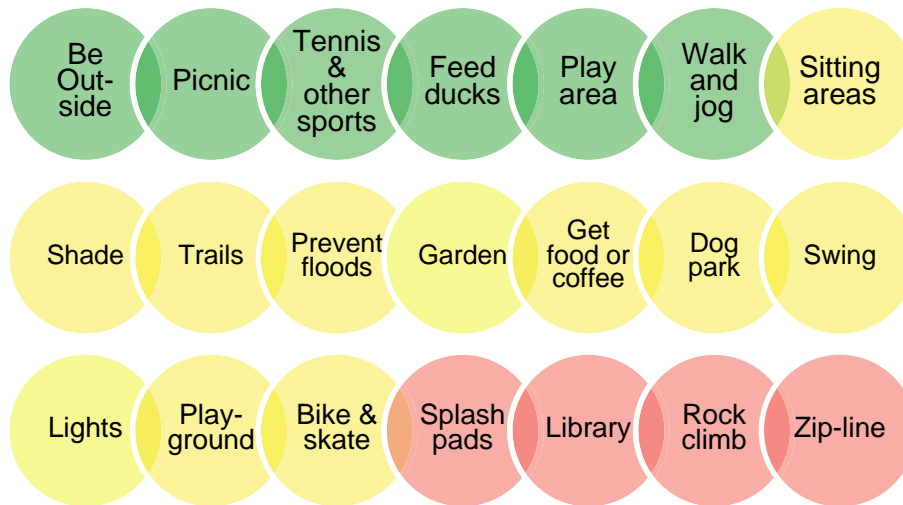 Be
Out-
side
Picnic
Tennis
&
other
sports
Feed
ducks
Play
area
Walk
and
jog
Sitting
areas
Shade
Trails
Prevent
floods
Garden
Get
food or
coffee
Dog
park
Swing
Lights
Play-
ground
Bike &
skate
Splash
pads
Library
Rock
climb
Zip-line